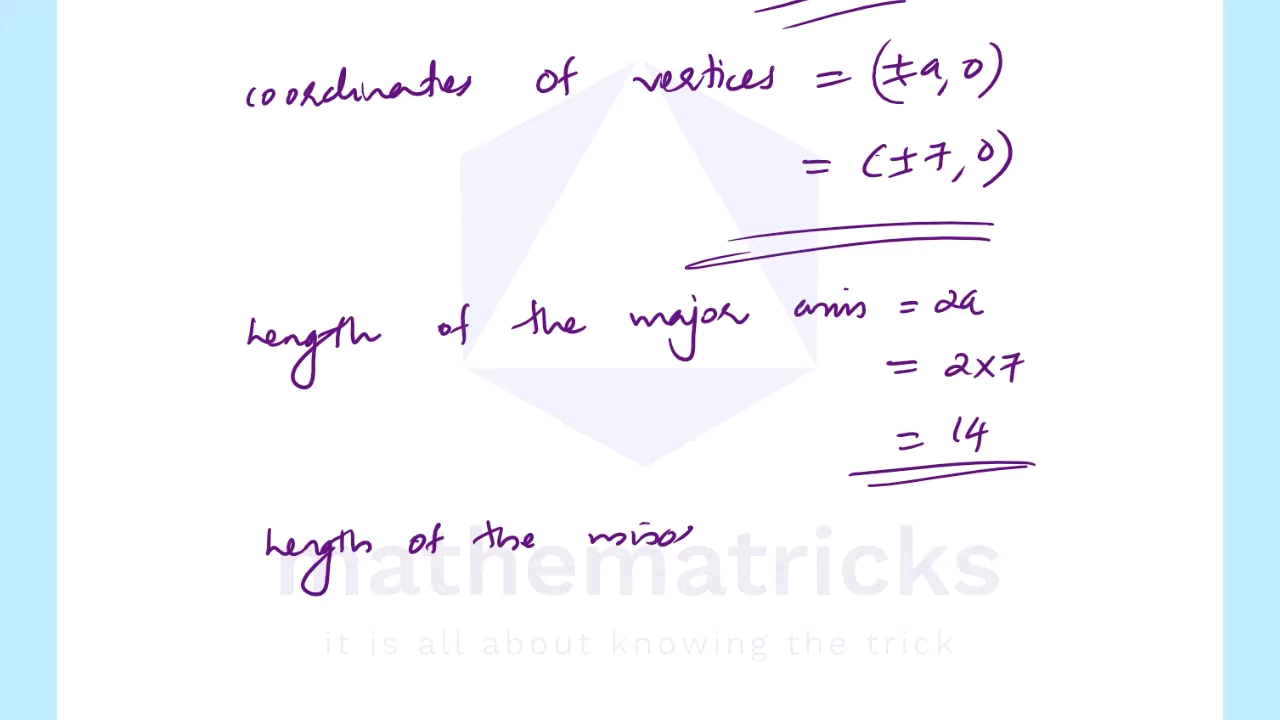 coordinates of vertices = (±a, 0)
= (±7, 0)
Length of the major axis = 2a
= 2×7
= 14
Length of the minor
mathematricks
it is all about knowing the trick